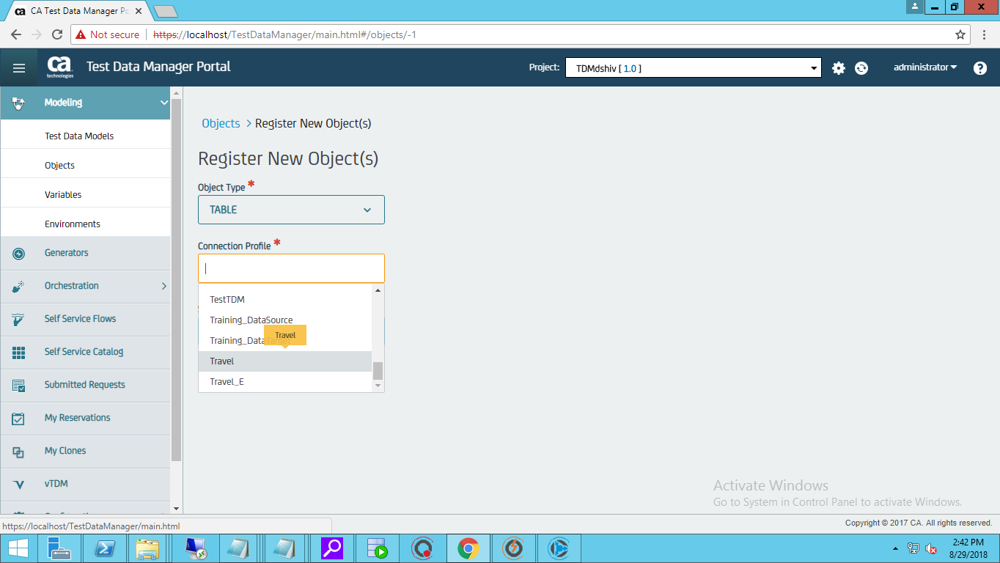 CA Test Data Manager Po
Not secure
https://localhost/TestDataManager/main.html#/objects/-1
ca
technologies
Test Data Manager Portal
Project:
TDMdshiv [ 1.0 ]
administrator
Modeling
Test Data Models
Objects
Variables
Environments
Generators
Orchestration
Self Service Flows
Self Service Catalog
Submitted Requests
My Reservations
My Clones
vTDM
Objects > Register New Object(s)
Register New Object(s)
Object Type *
TABLE
Connection Profile *
TestTDM
Training_DataSource
Training_DataTarget
Travel
Travel
Travel_E
Activate Windows
Go to System in Control Panel to activate Windows.
https://localhost/TestDataManager/main.html
Copyright © 2017 CA. All rights reserved.
2:42 PM
8/29/2018